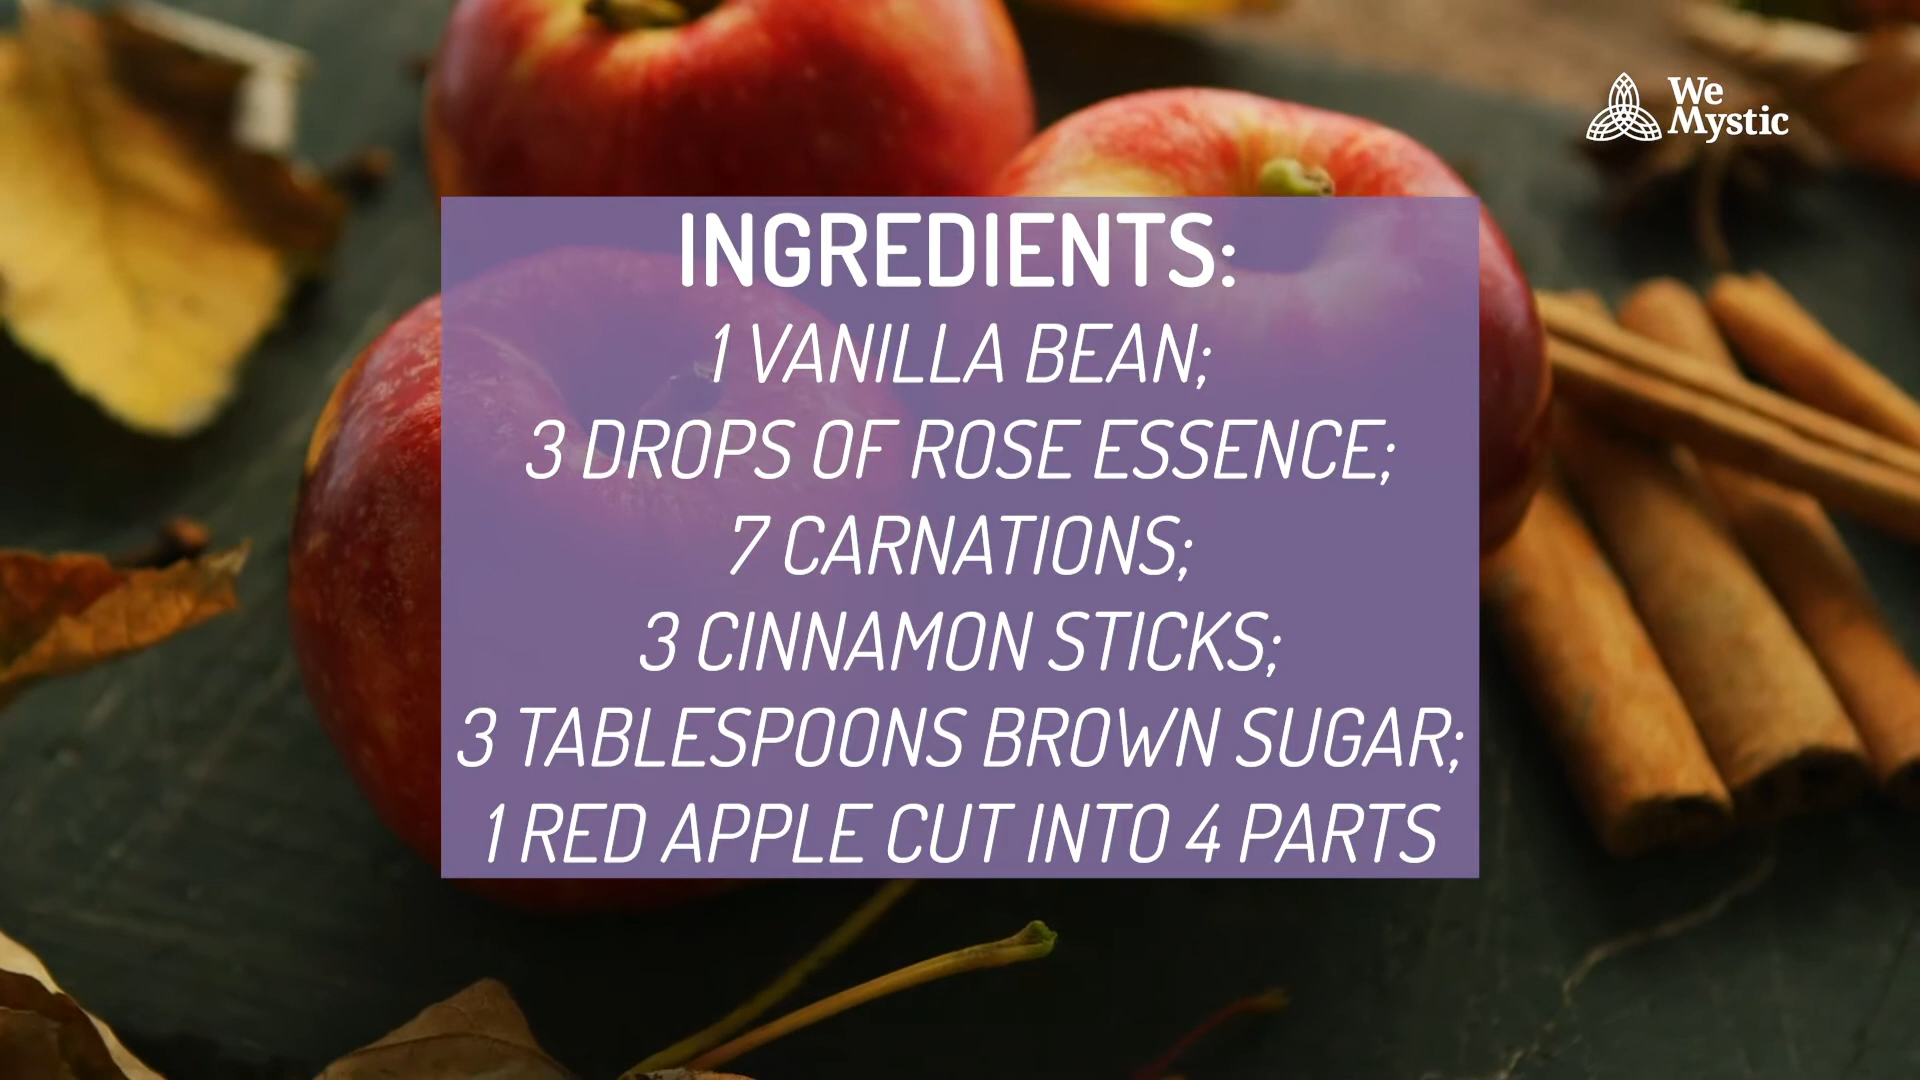 We
Mystic
INGREDIENTS:
1 VANILLA BEAN;
3 DROPS OF ROSE ESSENCE;
7 CARNATIONS;
3 CINNAMON STICKS;
3 TABLESPOONS BROWN SUGAR;
1 RED APPLE CUT INTO 4 PARTS